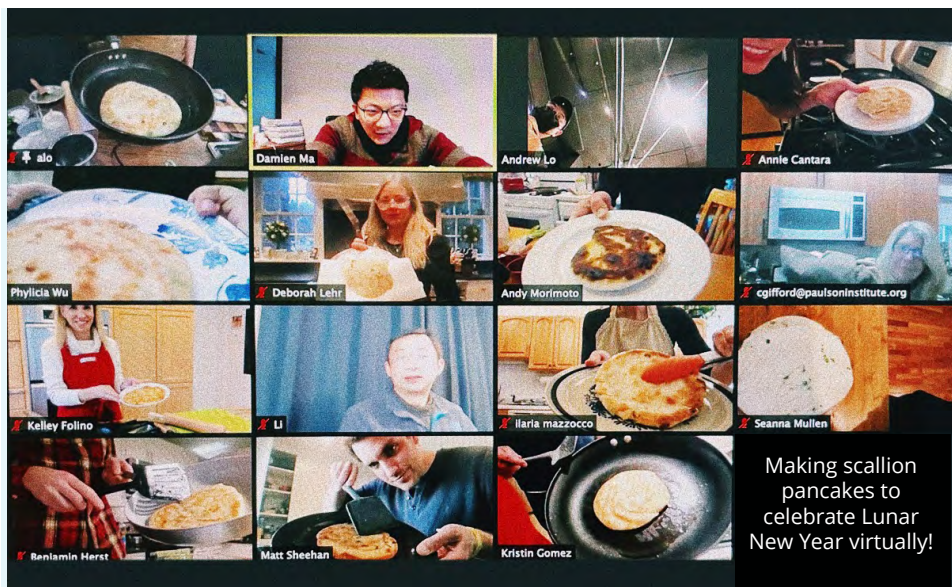 alo
Damien Ma
Andrew Lo
Annie Cantara
Phylicia Wu
Deborah Lehr
Andy Morimoto
cgifford@paulsoninstitute.org
Kelley Folino
Li
ilaria mazzocco
Seanna Mullen
Benjamin Herst
Matt Sheehan
Kristin Gomez
Making scallion
pancakes to
celebrate Lunar
New Year virtually!